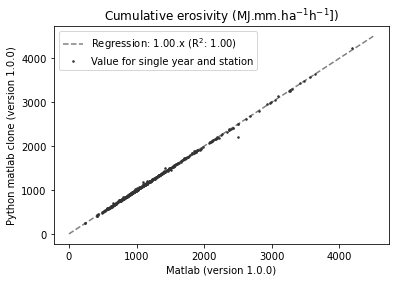 Cumulative erosivity (MJ.mm.ha⁻¹h⁻¹])
Regression: 1.00.x (R²: 1.00)
Value for single year and station
Python matlab clone (version 1.0.0)
4000
3000
2000
1000
0
0 1000 2000 3000 4000
Matlab (version 1.0.0)